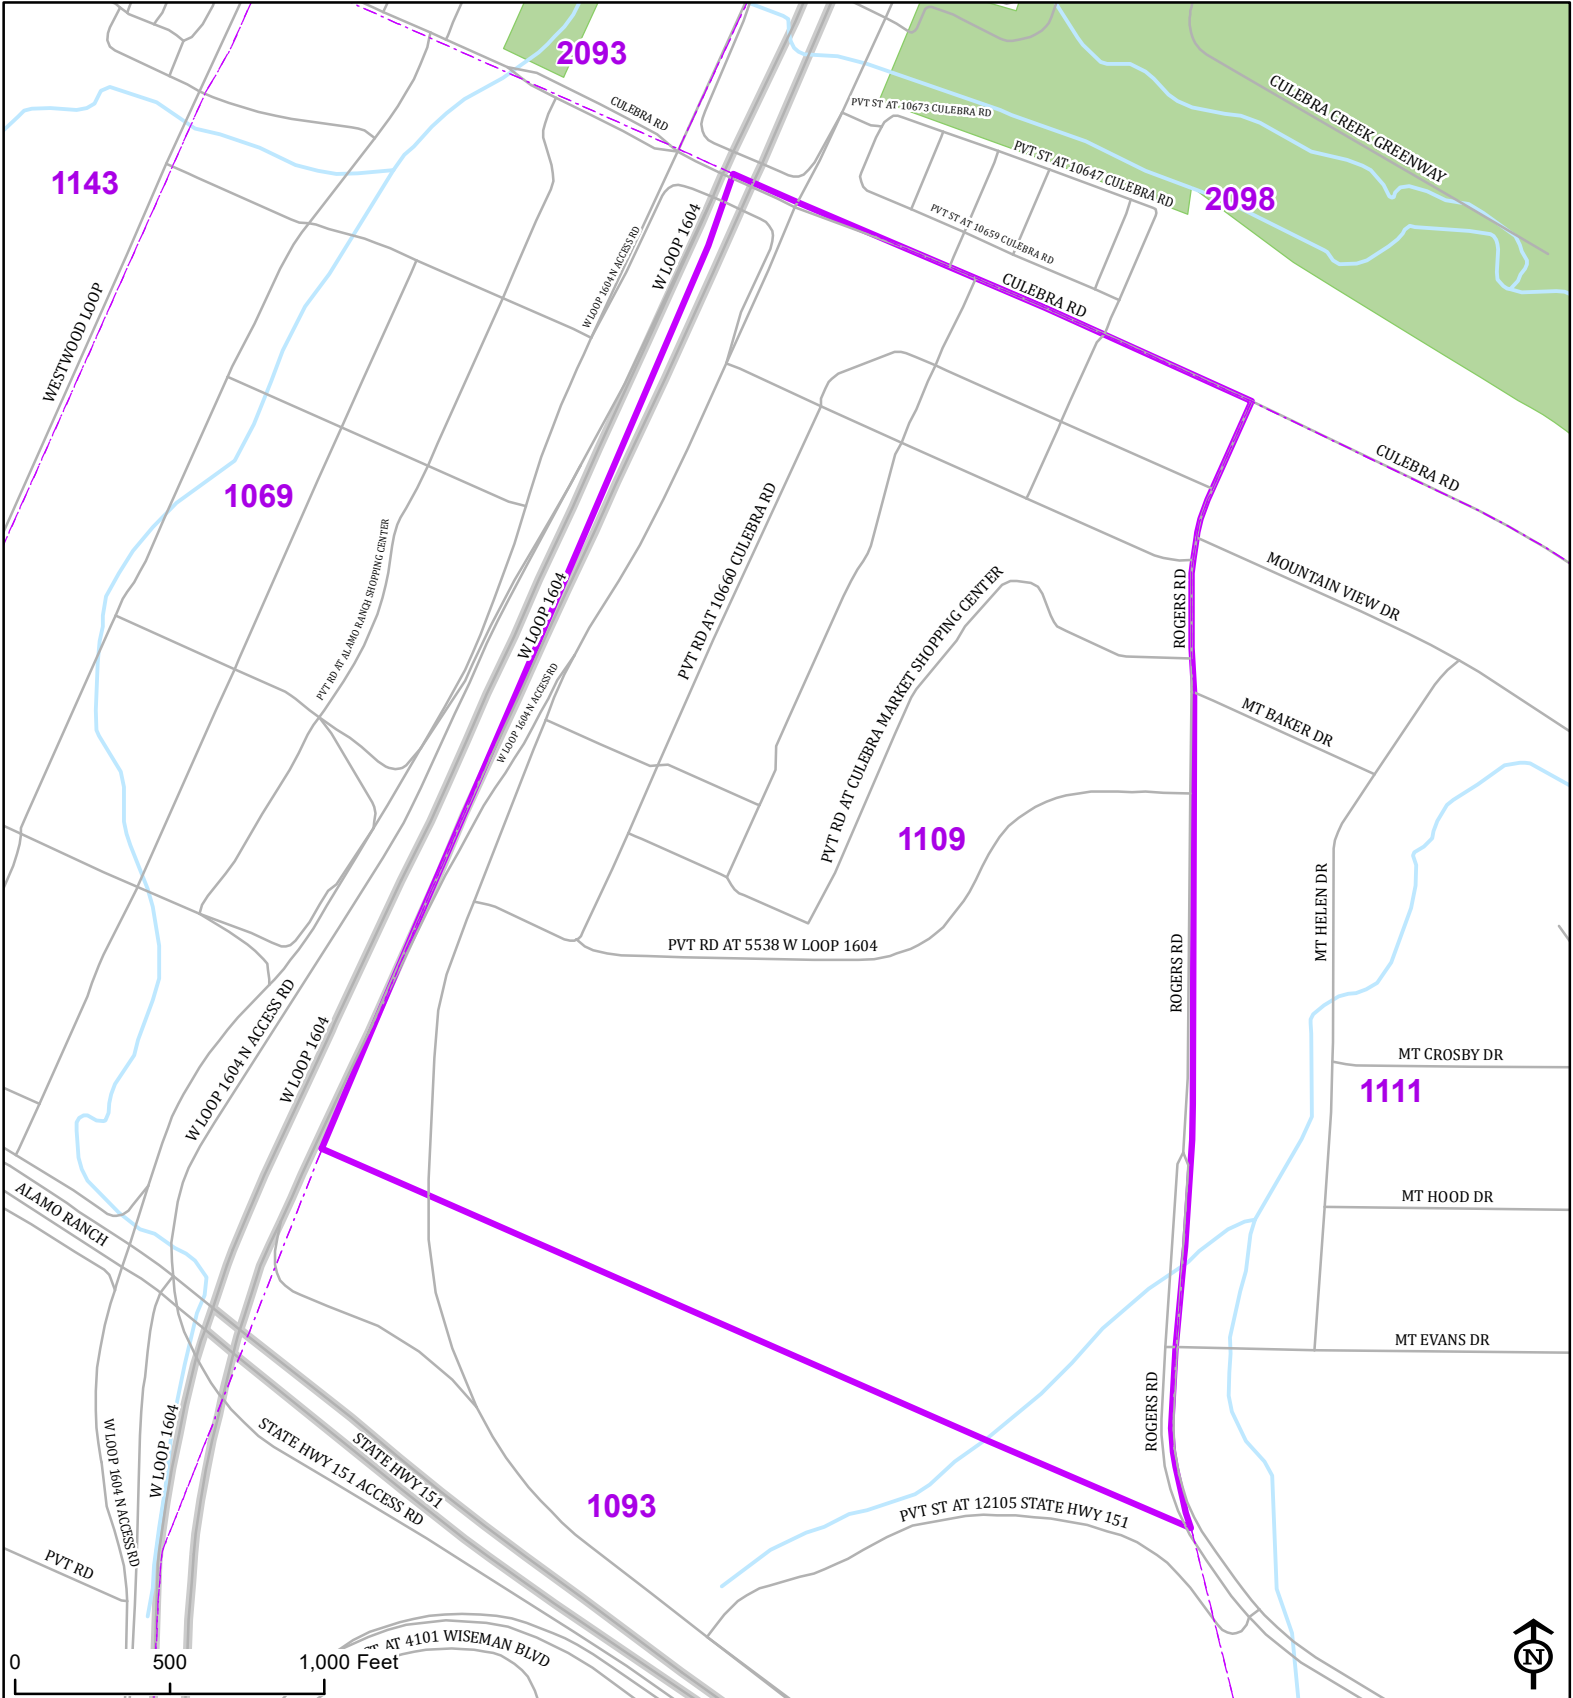 2093
CULEBRA RD
PVT ST AT 10673 CULEBRA RD
CULEBRA CREEK GREENWAY
PVT ST AT 10647 CULEBRA RD
1143
2098
PVT ST AT 10659 CULEBRA RD
W LOOP 1604
W LOOP 1604 N ACCESS RD
CULEBRA RD
WESTWOOD LOOP
CULEBRA RD
1069
PVT RD AT ALAMO RANCH SHOPPING CENTER
PVT RD AT 10660 CULEBRA RD
W LOOP 1604
MOUNTAIN VIEW DR
ROGERS RD
PVT RD AT CULEBRA MARKET SHOPPING CENTER
W LOOP 1604 N ACCESS RD
MT BAKER DR
1109
MT HELEN DR
PVT RD AT 5538 W LOOP 1604
ROGERS RD
W LOOP 1604 N ACCESS RD
W LOOP 1604
MT CROSBY DR
1111
MT HOOD DR
ALAMO RANCH
MT EVANS DR
ROGERS RD
W LOOP 1604
W LOOP 1604 N ACCESS RD
STATE HWY 151
STATE HWY 151 ACCESS RD
1093
PVT ST AT 12105 STATE HWY 151
PVT RD
AT 4101 WISEMAN BLVD
0 500 1,000 Feet
N